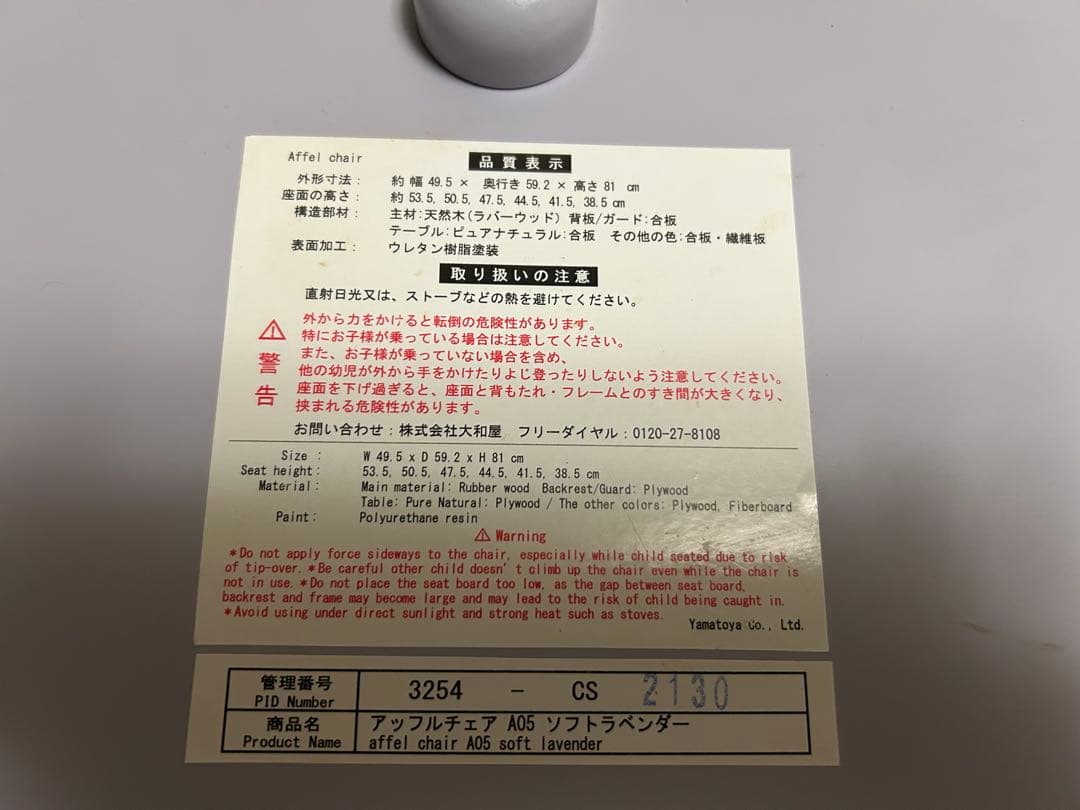 Affel chair
品質表示
外形寸法： 約 幅 49.5 × 奥行き 59.2 × 高さ 81 cm
座面の高さ： 約 53.5, 50.5, 47.5, 44.5, 41.5, 38.5 cm
構造部材： 主材：天然木（ラバーウッド） 背板/ガード：合板
テーブル：ピュアナチュラル：合板 その他の色：合板・繊維板
表面加工： ウレタン樹脂塗装
取り扱いの注意
直射日光又は、ストーブなどの熱を避けてください。
⚠警告
外から力をかけると転倒の危険性があります。
特にお子様が乗っている場合は注意してください。
また、お子様が乗っていない場合を含め、
他の幼児が外から手をかけたりよじ登ったりしないよう注意してください。
座面を下げ過ぎると、座面と背もたれ・フレームとのすき間が大きくなり、
挟まれる危険性があります。
お問い合わせ：株式会社大和屋 フリーダイヤル：0120-27-8108
Size : W 49.5 x D 59.2 x H 81 cm
Seat height: 53.5, 50.5, 47.5, 44.5, 41.5, 38.5 cm
Material: Main material: Rubber wood Backrest/Guard: Plywood
Table: Pure Natural: Plywood / The other colors: Plywood, Fiberboard
Paint: Polyurethane resin
⚠ Warning
*Do not apply force sideways to the chair, especially while child seated due to risk
of tip-over. *Be careful other child doesn't climb up the chair even while the chair is
not in use. *Do not place the seat board too low, as the gap between seat board,
backrest and frame may become large and may lead to the risk of child being caught in.
*Avoid using under direct sunlight and strong heat such as stoves.
Yamatoya Co., Ltd.
管理番号 3254 - CS 2130
PID Number
商品名 アッフルチェア A05 ソフトラベンダー
Product Name affel chair A05 soft lavender